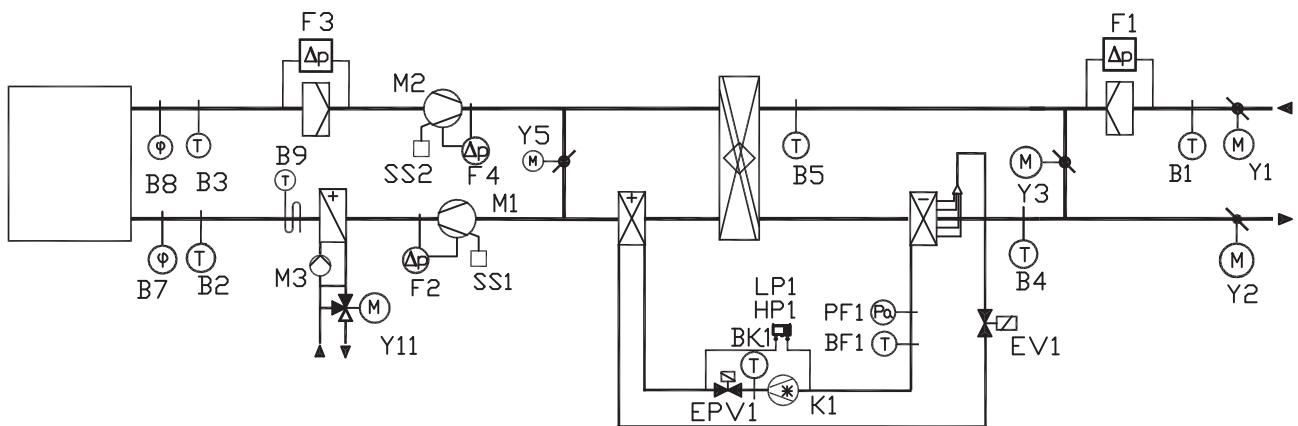 F3
Δp
F1
Δp
M2
φ
T
B8
B3
B9
T
SS2
Δp
F4
Y5
M
T
B5
M
Y3
T
B1
M
Y1
+
M1
+
−
φ
T
B7
B2
M3
Δp
F2
SS1
T
B4
M
Y2
M
Y11
LP1
HP1
BK1
T
EPV1
K1
PF1
Pa
BF1
T
EV1